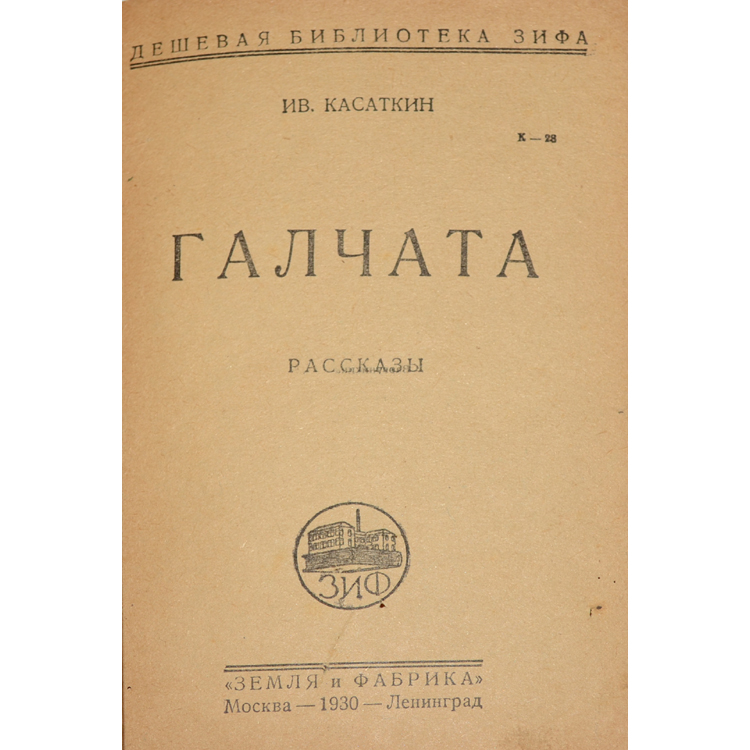 ДЕШЕВАЯ БИБЛИОТЕКА ЗИФА
ИВ. КАСАТКИН
К — 28
ГАЛЧАТА
РАССКАЗЫ
ЗИФ
«ЗЕМЛЯ и ФАБРИКА»
Москва — 1930 — Ленинград